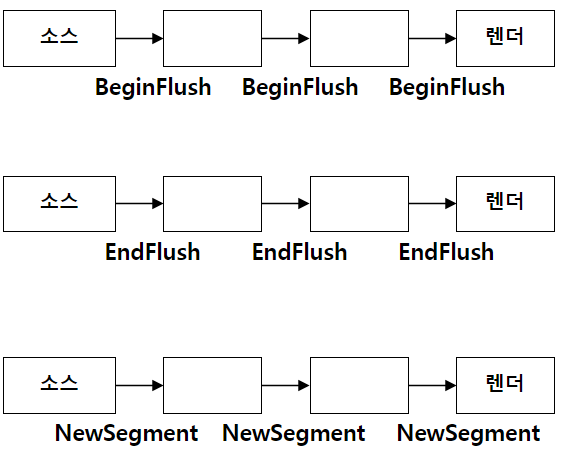 소스 렌더
BeginFlush BeginFlush BeginFlush
소스 렌더
EndFlush EndFlush EndFlush
소스 렌더
NewSegment NewSegment NewSegment